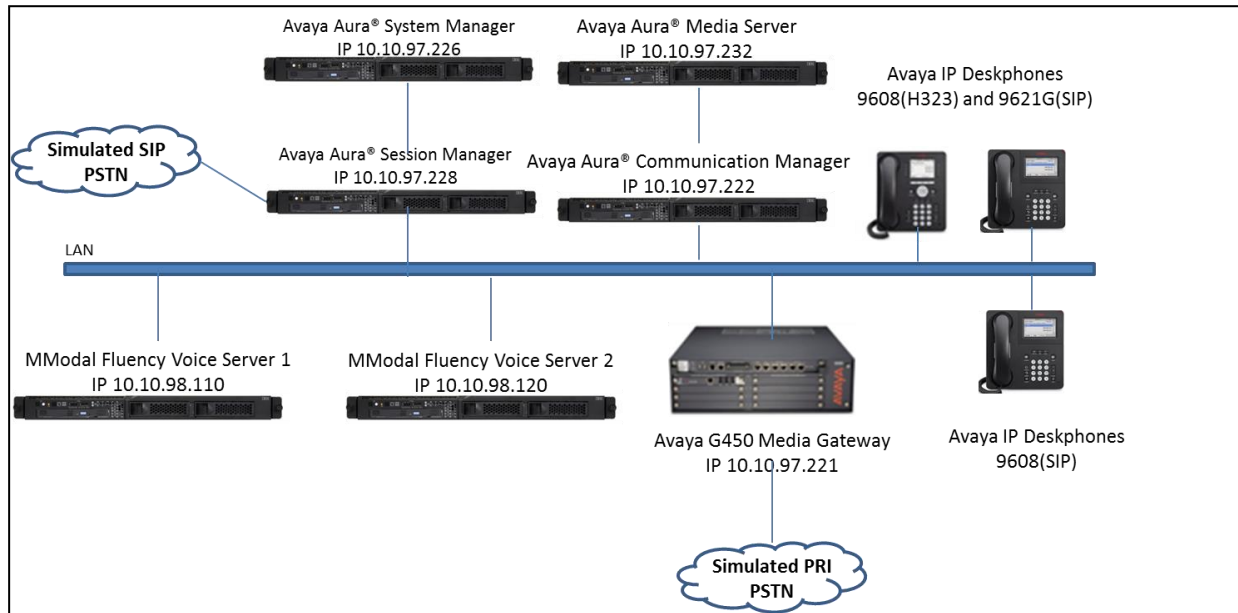 Avaya Aura® System Manager
IP 10.10.97.226
Avaya Aura® Media Server
IP 10.10.97.232
Avaya IP Deskphones
9608(H323) and 9621G(SIP)
Simulated SIP
PSTN
Avaya Aura® Session Manager
IP 10.10.97.228
Avaya Aura® Communication Manager
IP 10.10.97.222
LAN
MModal Fluency Voice Server 1
IP 10.10.98.110
MModal Fluency Voice Server 2
IP 10.10.98.120
AVAYA
Avaya G450 Media Gateway
IP 10.10.97.221
Avaya IP Deskphones
9608(SIP)
Simulated PRI
PSTN